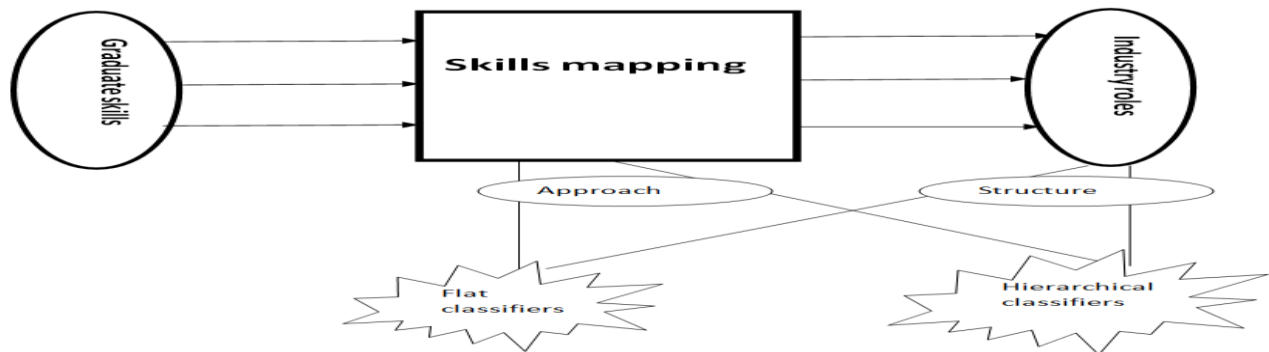 Graduate skills
Skills mapping
Industry roles
Approach
Structure
Flat
classifiers
Hierarchical
classifiers